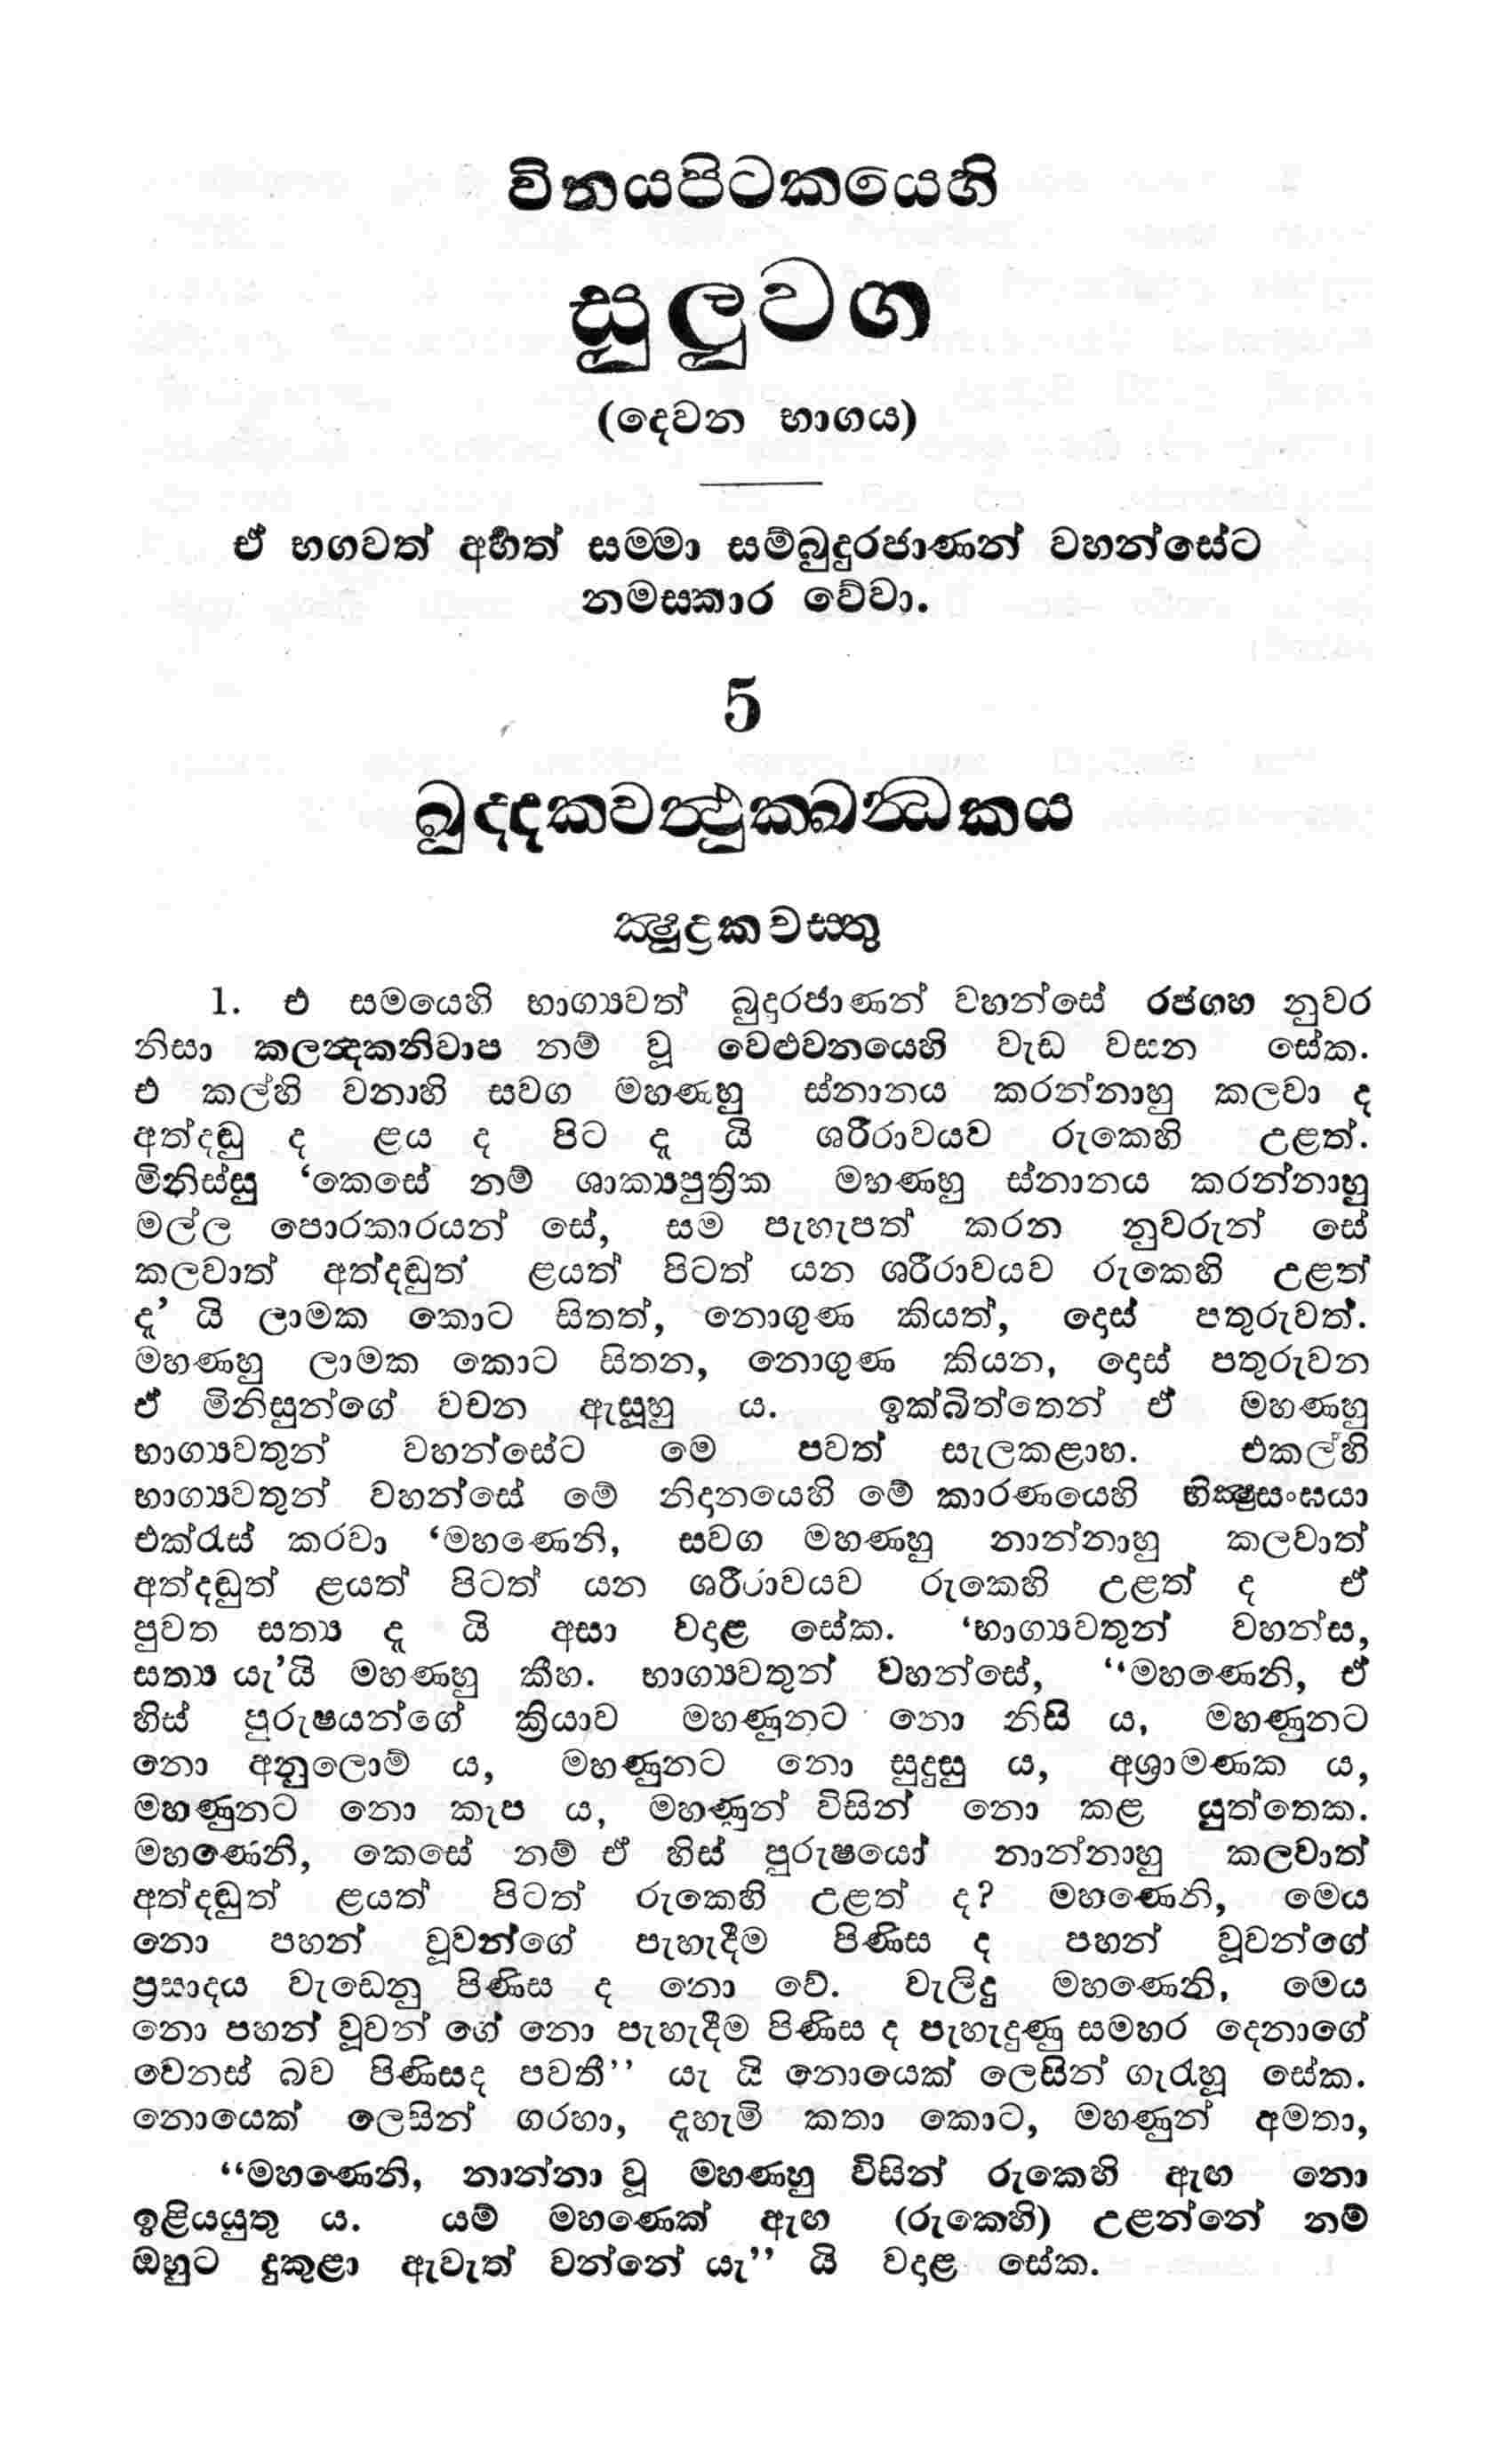 විනයපිටකයෙහි
සුලුවග
(දෙවන භාගය)
ඒ භගවත් අර්හත් සම්මා සම්බුදුරජාණන් වහන්සේට
නමසකාර වේවා.
5
ඛුද්දකවත්ථුක්ඛන්ධකය
ක්ෂුද්‍රකවස්තු
1. එ සමයෙහි භාග්‍යවත් බුදුරජාණන් වහන්සේ රජගහ නුවර
නිසා කලන්දකනිවාප නම් වූ වෙළුවනයෙහි වැඩ වසන සේක.
එ කල්හි වනාහි සවග මහණහු ස්නානය කරන්නාහු කලවා ද
අත්දඬු ද ළය ද පිට ද යි ශරීරාවයව රුකෙහි උළත්.
මිනිස්සු ‘කෙසේ නම් ශාක්‍යපුත්‍රික මහණහු ස්නානය කරන්නාහු
මල්ල පොරකාරයන් සේ, සම පැහැපත් කරන නුවරුන් සේ
කලවාත් අත්දඬුත් ළයත් පිටත් යන ශරීරාවයව රුකෙහි උළත්
ද’ යි ලාමක කොට සිතත්, නොගුණ කියත්, දොස් පතුරුවත්.
මහණහු ලාමක කොට සිතන, නොගුණ කියන, දොස් පතුරුවන
ඒ මිනිසුන්ගේ වචන ඇසූහු ය. ඉක්බිත්තෙන් ඒ මහණහු
භාග්‍යවතුන් වහන්සේට මෙ පවත් සැලකළාහ. එකල්හි
භාග්‍යවතුන් වහන්සේ මේ නිදානයෙහි මේ කාරණයෙහි භික්ෂුසංඝයා
එක්රැස් කරවා ‘මහණෙනි, සවග මහණහු නාන්නාහු කලවාත්
අත්දඬුත් ළයත් පිටත් යන ශරීරාවයව රුකෙහි උළත් ද ඒ
පුවත සත්‍ය ද යි අසා වදාළ සේක. ‘භාග්‍යවතුන් වහන්ස,
සත්‍ය යැ’යි මහණහු කීහ. භාග්‍යවතුන් වහන්සේ, “මහණෙනි, ඒ
හිස් පුරුෂයන්ගේ ක්‍රියාව මහණුනට නො නිසි ය, මහණුනට
නො අනුලොම් ය, මහණුනට නො සුදුසු ය, අශ්‍රාමණක ය,
මහණුනට නො කැප ය, මහණුන් විසින් නො කළ යුත්තෙක.
මහණෙනි, කෙසේ නම් ඒ හිස් පුරුෂයෝ නාන්නාහු කලවාත්
අත්දඬුත් ළයත් පිටත් රුකෙහි උළත් ද? මහණෙනි, මෙය
නො පහන් වූවන්ගේ පැහැදීම පිණිස ද පහන් වූවන්ගේ
ප්‍රසාදය වැඩෙනු පිණිස ද නො වේ. වැලිදු මහණෙනි, මෙය
නො පහන් වූවන් ගේ නො පැහැදීම පිණිස ද පැහැදුණු සමහර දෙනාගේ
වෙනස් බව පිණිසද පවතී” යැ යි නොයෙක් ලෙසින් ගැරැහූ සේක.
නොයෙක් ලෙසින් ගරහා, දැහැමි කතා කොට, මහණුන් අමතා,
“මහණෙනි, නාන්නා වූ මහණහු විසින් රුකෙහි ඇඟ නො
ඉළියයුතු ය. යම් මහණෙක් ඇඟ (රුකෙහි) උළන්නේ නම්
ඔහුට දුකුළා ඇවැත් වන්නේ යැ” යි වදාළ සේක.